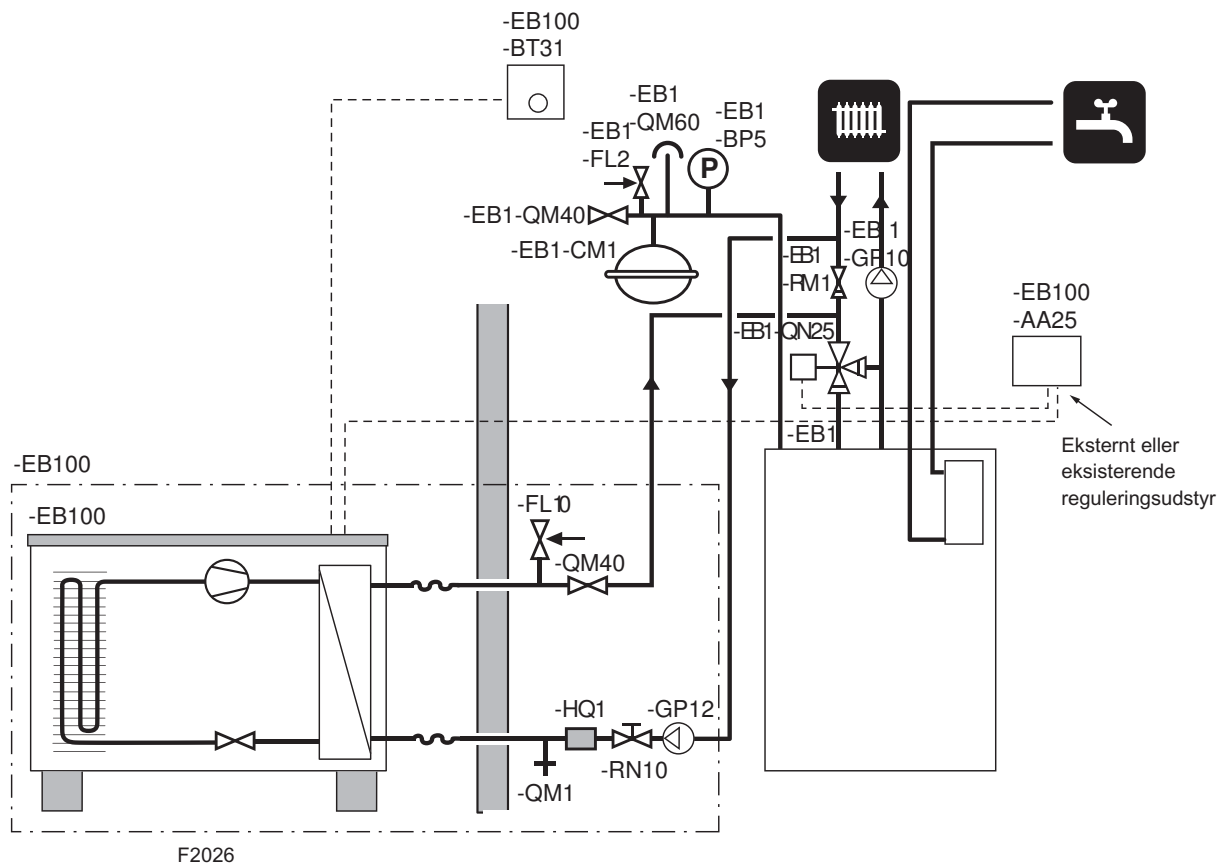 -EB100
-BT31
-EB1
-QM60
-EB1
-BP5
-EB1
-FL2
P
-EB1-QM40
-EB1-CM1
-EB1
-GP10
-EB1
-RM1
-EB1-QN25
-EB100
-AA25
-EB1
Eksternt eller
eksisterende
reguleringsudstyr
-EB100
-EB100
-FL10
-QM40
-HQ1
-GP12
-RN10
-QM1
F2026